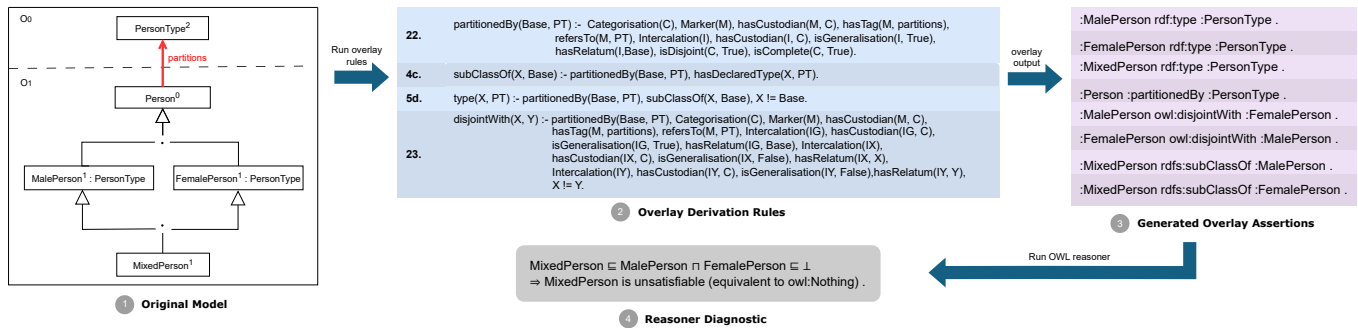 O0
PersonType2
partitions
O1
Person0
MalePerson1 : PersonType
FemalePerson1 : PersonType
MixedPerson1
1 Original Model
Run overlay
rules
22.
partitionedBy(Base, PT) :- Categorisation(C), Marker(M), hasCustodian(M, C), hasTag(M, partitions),
refersTo(M, PT), Intercalation(I), hasCustodian(I, C), isGeneralisation(I, True),
hasRelatum(I,Base), isDisjoint(C, True), isComplete(C, True).
4c.
subClassOf(X, Base) :- partitionedBy(Base, PT), hasDeclaredType(X, PT).
5d.
type(X, PT) :- partitionedBy(Base, PT), subClassOf(X, Base), X != Base.
23.
disjointWith(X, Y) :- partitionedBy(Base, PT), Categorisation(C), Marker(M), hasCustodian(M, C),
hasTag(M, partitions), refersTo(M, PT), Intercalation(IG), hasCustodian(IG, C),
isGeneralisation(IG, True), hasRelatum(IG, Base), Intercalation(IX),
hasCustodian(IX, C), isGeneralisation(IX, False), hasRelatum(IX, X),
Intercalation(IY), hasCustodian(IY, C), isGeneralisation(IY, False),hasRelatum(IY, Y),
X != Y.
2 Overlay Derivation Rules
overlay
output
:MalePerson rdf:type :PersonType .
:FemalePerson rdf:type :PersonType .
:MixedPerson rdf:type :PersonType .
:Person :partitionedBy :PersonType .
:MalePerson owl:disjointWith :FemalePerson .
:FemalePerson owl:disjointWith :MalePerson .
:MixedPerson rdfs:subClassOf :MalePerson .
:MixedPerson rdfs:subClassOf :FemalePerson .
3 Generated Overlay Assertions
Run OWL reasoner
MixedPerson ⊑ MalePerson ⊓ FemalePerson ⊑ ⊥
⇒ MixedPerson is unsatisfiable (equivalent to owl:Nothing) .
4 Reasoner Diagnostic